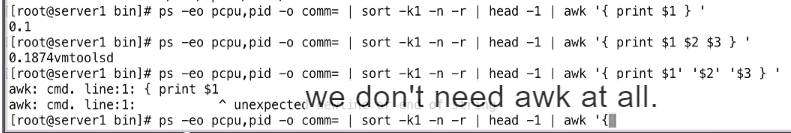 [root@server1 bin]# ps -eo pcpu,pid -o comm= | sort -k1 -n -r | head -1 | awk '{ print $1 } '
0.1
[root@server1 bin]# ps -eo pcpu,pid -o comm= | sort -k1 -n -r | head -1 | awk '{ print $1 $2 $3 } '
0.1874vmtoolsd
[root@server1 bin]# ps -eo pcpu,pid -o comm= | sort -k1 -n -r | head -1 | awk '{ print $1' '$2' '$3 } '
awk: cmd. line:1: { print $1
awk: cmd. line:1:          ^ unexpected
we don't need awk at all.
[root@server1 bin]# ps -eo pcpu,pid -o comm= | sort -k1 -n -r | head -1 | awk '{